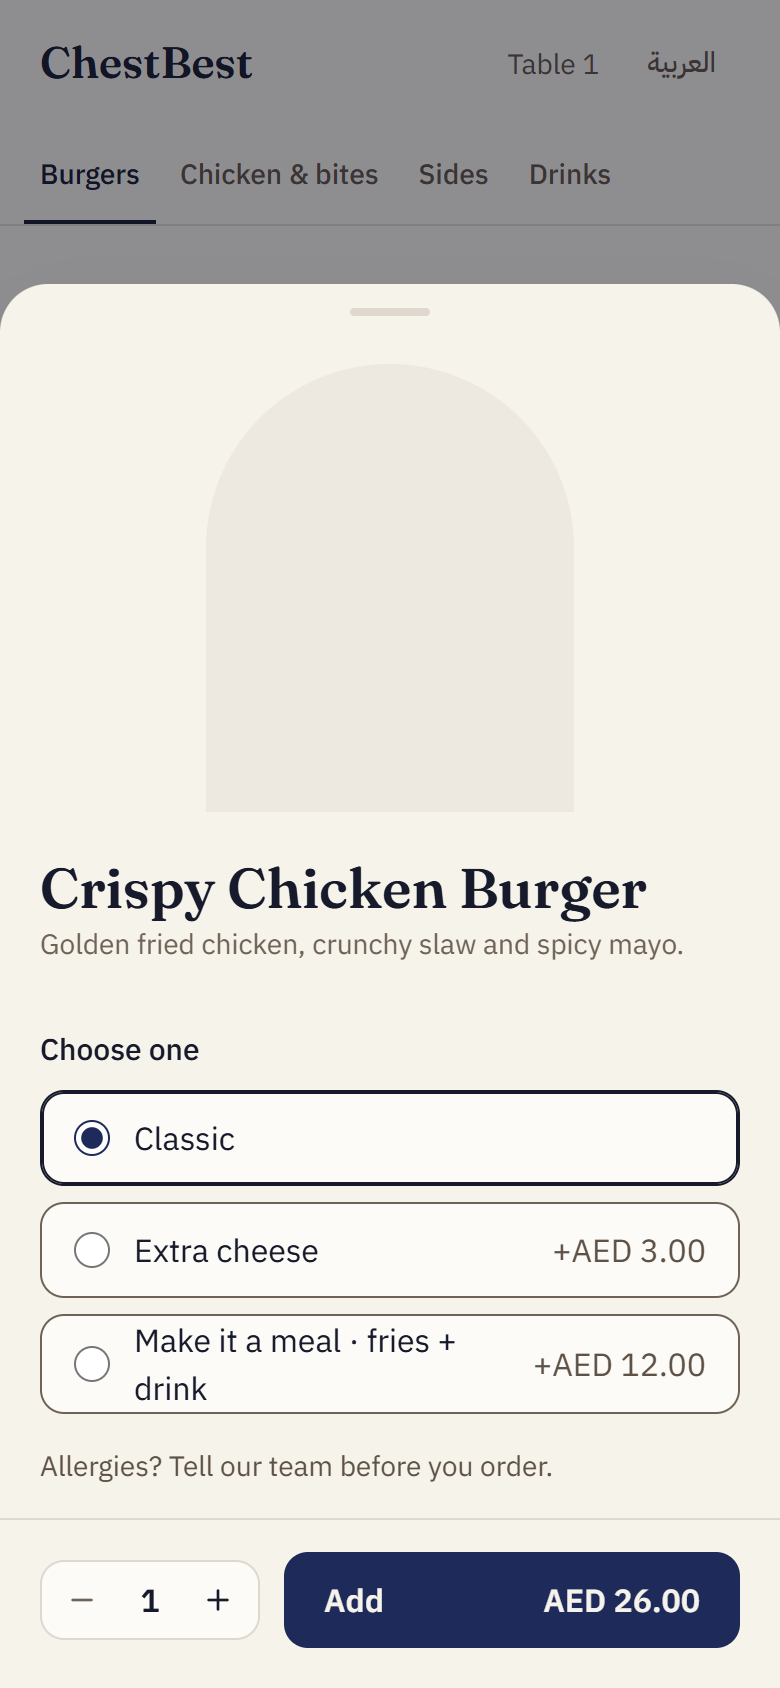 ChestBest
Table 1
العربية
Burgers
Chicken & bites
Sides
Drinks
Crispy Chicken Burger
Golden fried chicken, crunchy slaw and spicy mayo.
Choose one
Classic
Extra cheese
+AED 3.00
Make it a meal · fries +
drink
+AED 12.00
Allergies? Tell our team before you order.
− 1 +
Add
AED 26.00